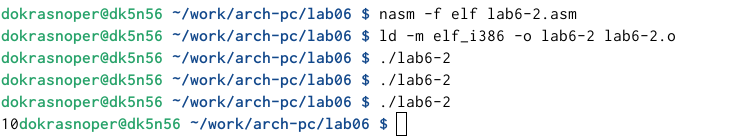 dokrasnoper@dk5n56 ~/work/arch-pc/lab06 $ nasm -f elf lab6-2.asm
dokrasnoper@dk5n56 ~/work/arch-pc/lab06 $ ld -m elf_i386 -o lab6-2 lab6-2.o
dokrasnoper@dk5n56 ~/work/arch-pc/lab06 $ ./lab6-2
dokrasnoper@dk5n56 ~/work/arch-pc/lab06 $ ./lab6-2
dokrasnoper@dk5n56 ~/work/arch-pc/lab06 $ ./lab6-2
10dokrasnoper@dk5n56 ~/work/arch-pc/lab06 $